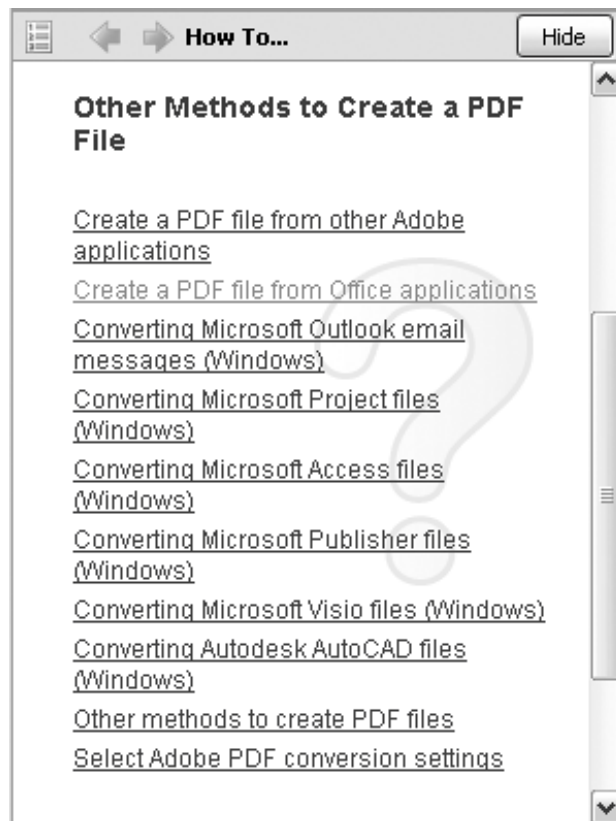 How To...
Hide
Other Methods to Create a PDF
File
Create a PDF file from other Adobe
applications
Create a PDF file from Office applications
Converting Microsoft Outlook email
messages (Windows)
Converting Microsoft Project files
(Windows)
Converting Microsoft Access files
(Windows)
Converting Microsoft Publisher files
(Windows)
Converting Microsoft Visio files (Windows)
Converting Autodesk AutoCAD files
(Windows)
Other methods to create PDF files
Select Adobe PDF conversion settings